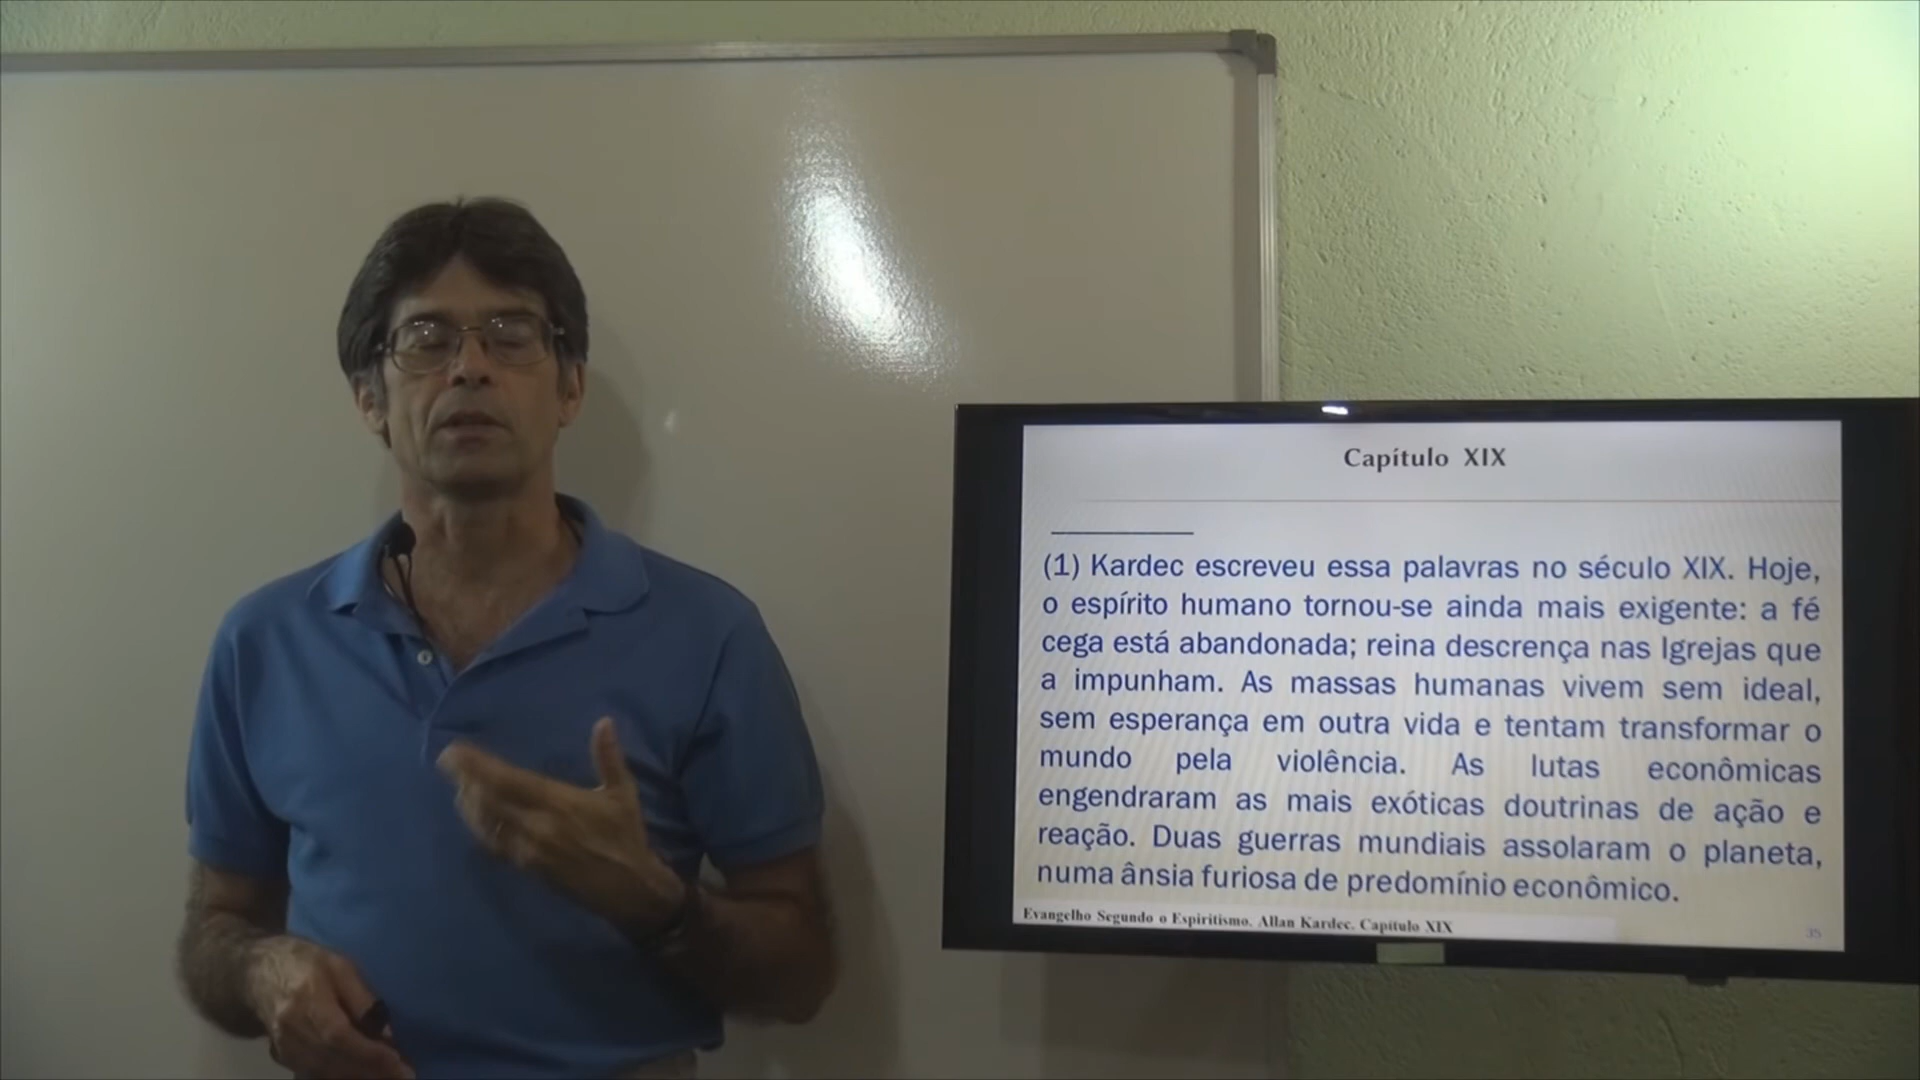 Capítulo XIX
(1) Kardec escreveu essa palavras no século XIX. Hoje,
o espírito humano tornou-se ainda mais exigente: a fé
cega está abandonada; reina descrença nas Igrejas que
a impunham. As massas humanas vivem sem ideal,
sem esperança em outra vida e tentam transformar o
mundo pela violência. As lutas econômicas
engendraram as mais exóticas doutrinas de ação e
reação. Duas guerras mundiais assolaram o planeta,
numa ânsia furiosa de predomínio econômico.
Evangelho Segundo o Espiritismo. Allan Kardec. Capítulo XIX
35